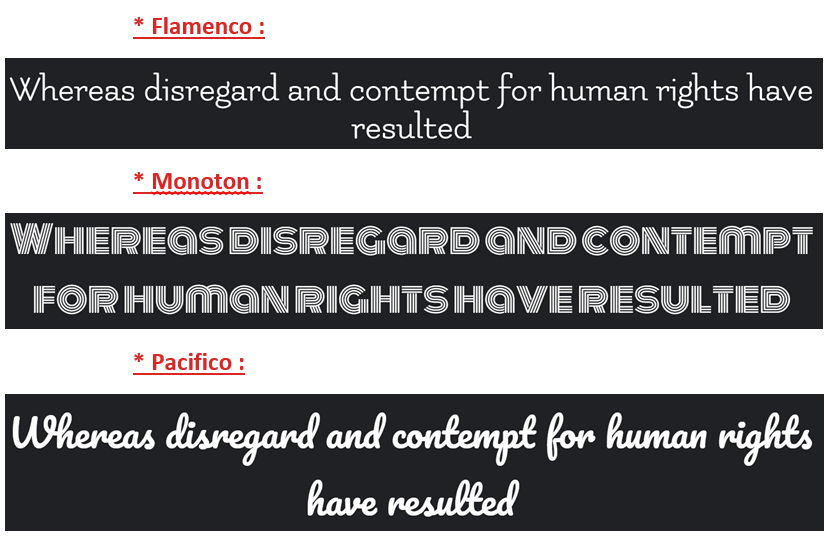 * Flamenco :
Whereas disregard and contempt for human rights have
resulted
* Monoton :
Whereas disregard and contempt
for human rights have resulted
* Pacifico :
Whereas disregard and contempt for human rights
have resulted